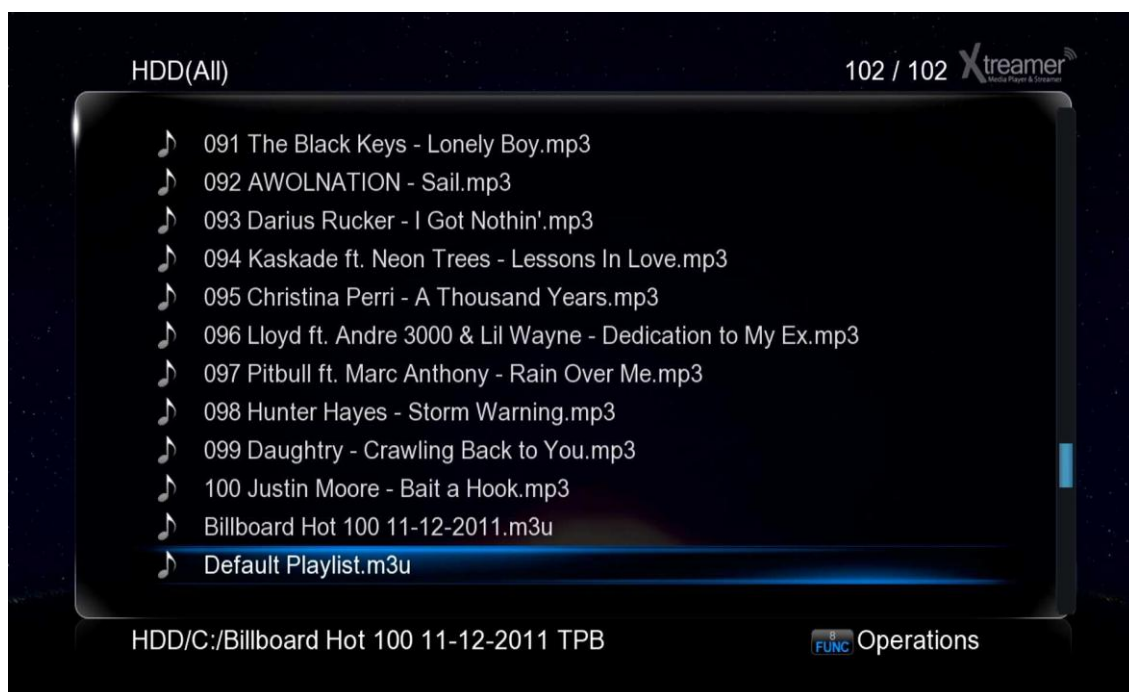 HDD(All)
102 / 102
Xtreamer
Media Player & Streamer
091 The Black Keys - Lonely Boy.mp3
092 AWOLNATION - Sail.mp3
093 Darius Rucker - I Got Nothin'.mp3
094 Kaskade ft. Neon Trees - Lessons In Love.mp3
095 Christina Perri - A Thousand Years.mp3
096 Lloyd ft. Andre 3000 & Lil Wayne - Dedication to My Ex.mp3
097 Pitbull ft. Marc Anthony - Rain Over Me.mp3
098 Hunter Hayes - Storm Warning.mp3
099 Daughtry - Crawling Back to You.mp3
100 Justin Moore - Bait a Hook.mp3
Billboard Hot 100 11-12-2011.m3u
Default Playlist.m3u
HDD/C:/Billboard Hot 100 11-12-2011 TPB
8
FUNC Operations